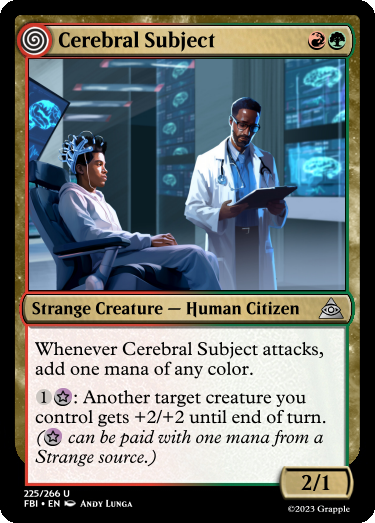 Cerebral Subject
Strange Creature — Human Citizen
Whenever Cerebral Subject attacks,
add one mana of any color.
1 : Another target creature you
control gets +2/+2 until end of turn.
( can be paid with one mana from a
Strange source.)
2/1
225/266 U
FBI • EN Andy Lunga
©2023 Grapple